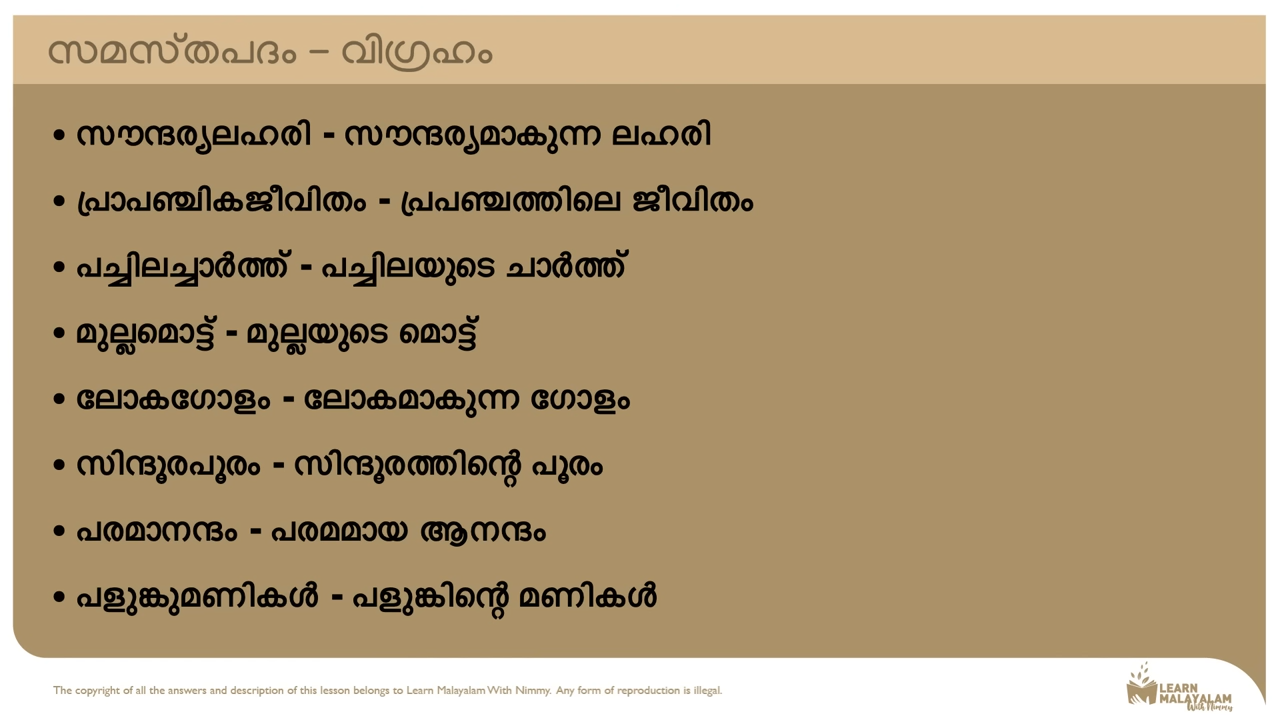 സമസ്തപദം – വിഗ്രഹം
• സൗന്ദര്യലഹരി - സൗന്ദര്യമാകുന്ന ലഹരി
• പ്രാപഞ്ചികജീവിതം - പ്രപഞ്ചത്തിലെ ജീവിതം
• പച്ചിലച്ചാർത്ത് - പച്ചിലയുടെ ചാർത്ത്
• മുല്ലമൊട്ട് - മുല്ലയുടെ മൊട്ട്
• ലോകഗോളം - ലോകമാകുന്ന ഗോളം
• സിന്ദൂരപൂരം - സിന്ദൂരത്തിന്റെ പൂരം
• പരമാനന്ദം - പരമമായ ആനന്ദം
• പളുങ്കുമണികൾ - പളുങ്കിന്റെ മണികൾ
The copyright of all the answers and description of this lesson belongs to Learn Malayalam With Nimmy. Any form of reproduction is illegal.
LEARN
MALAYALAM
With Nimmy